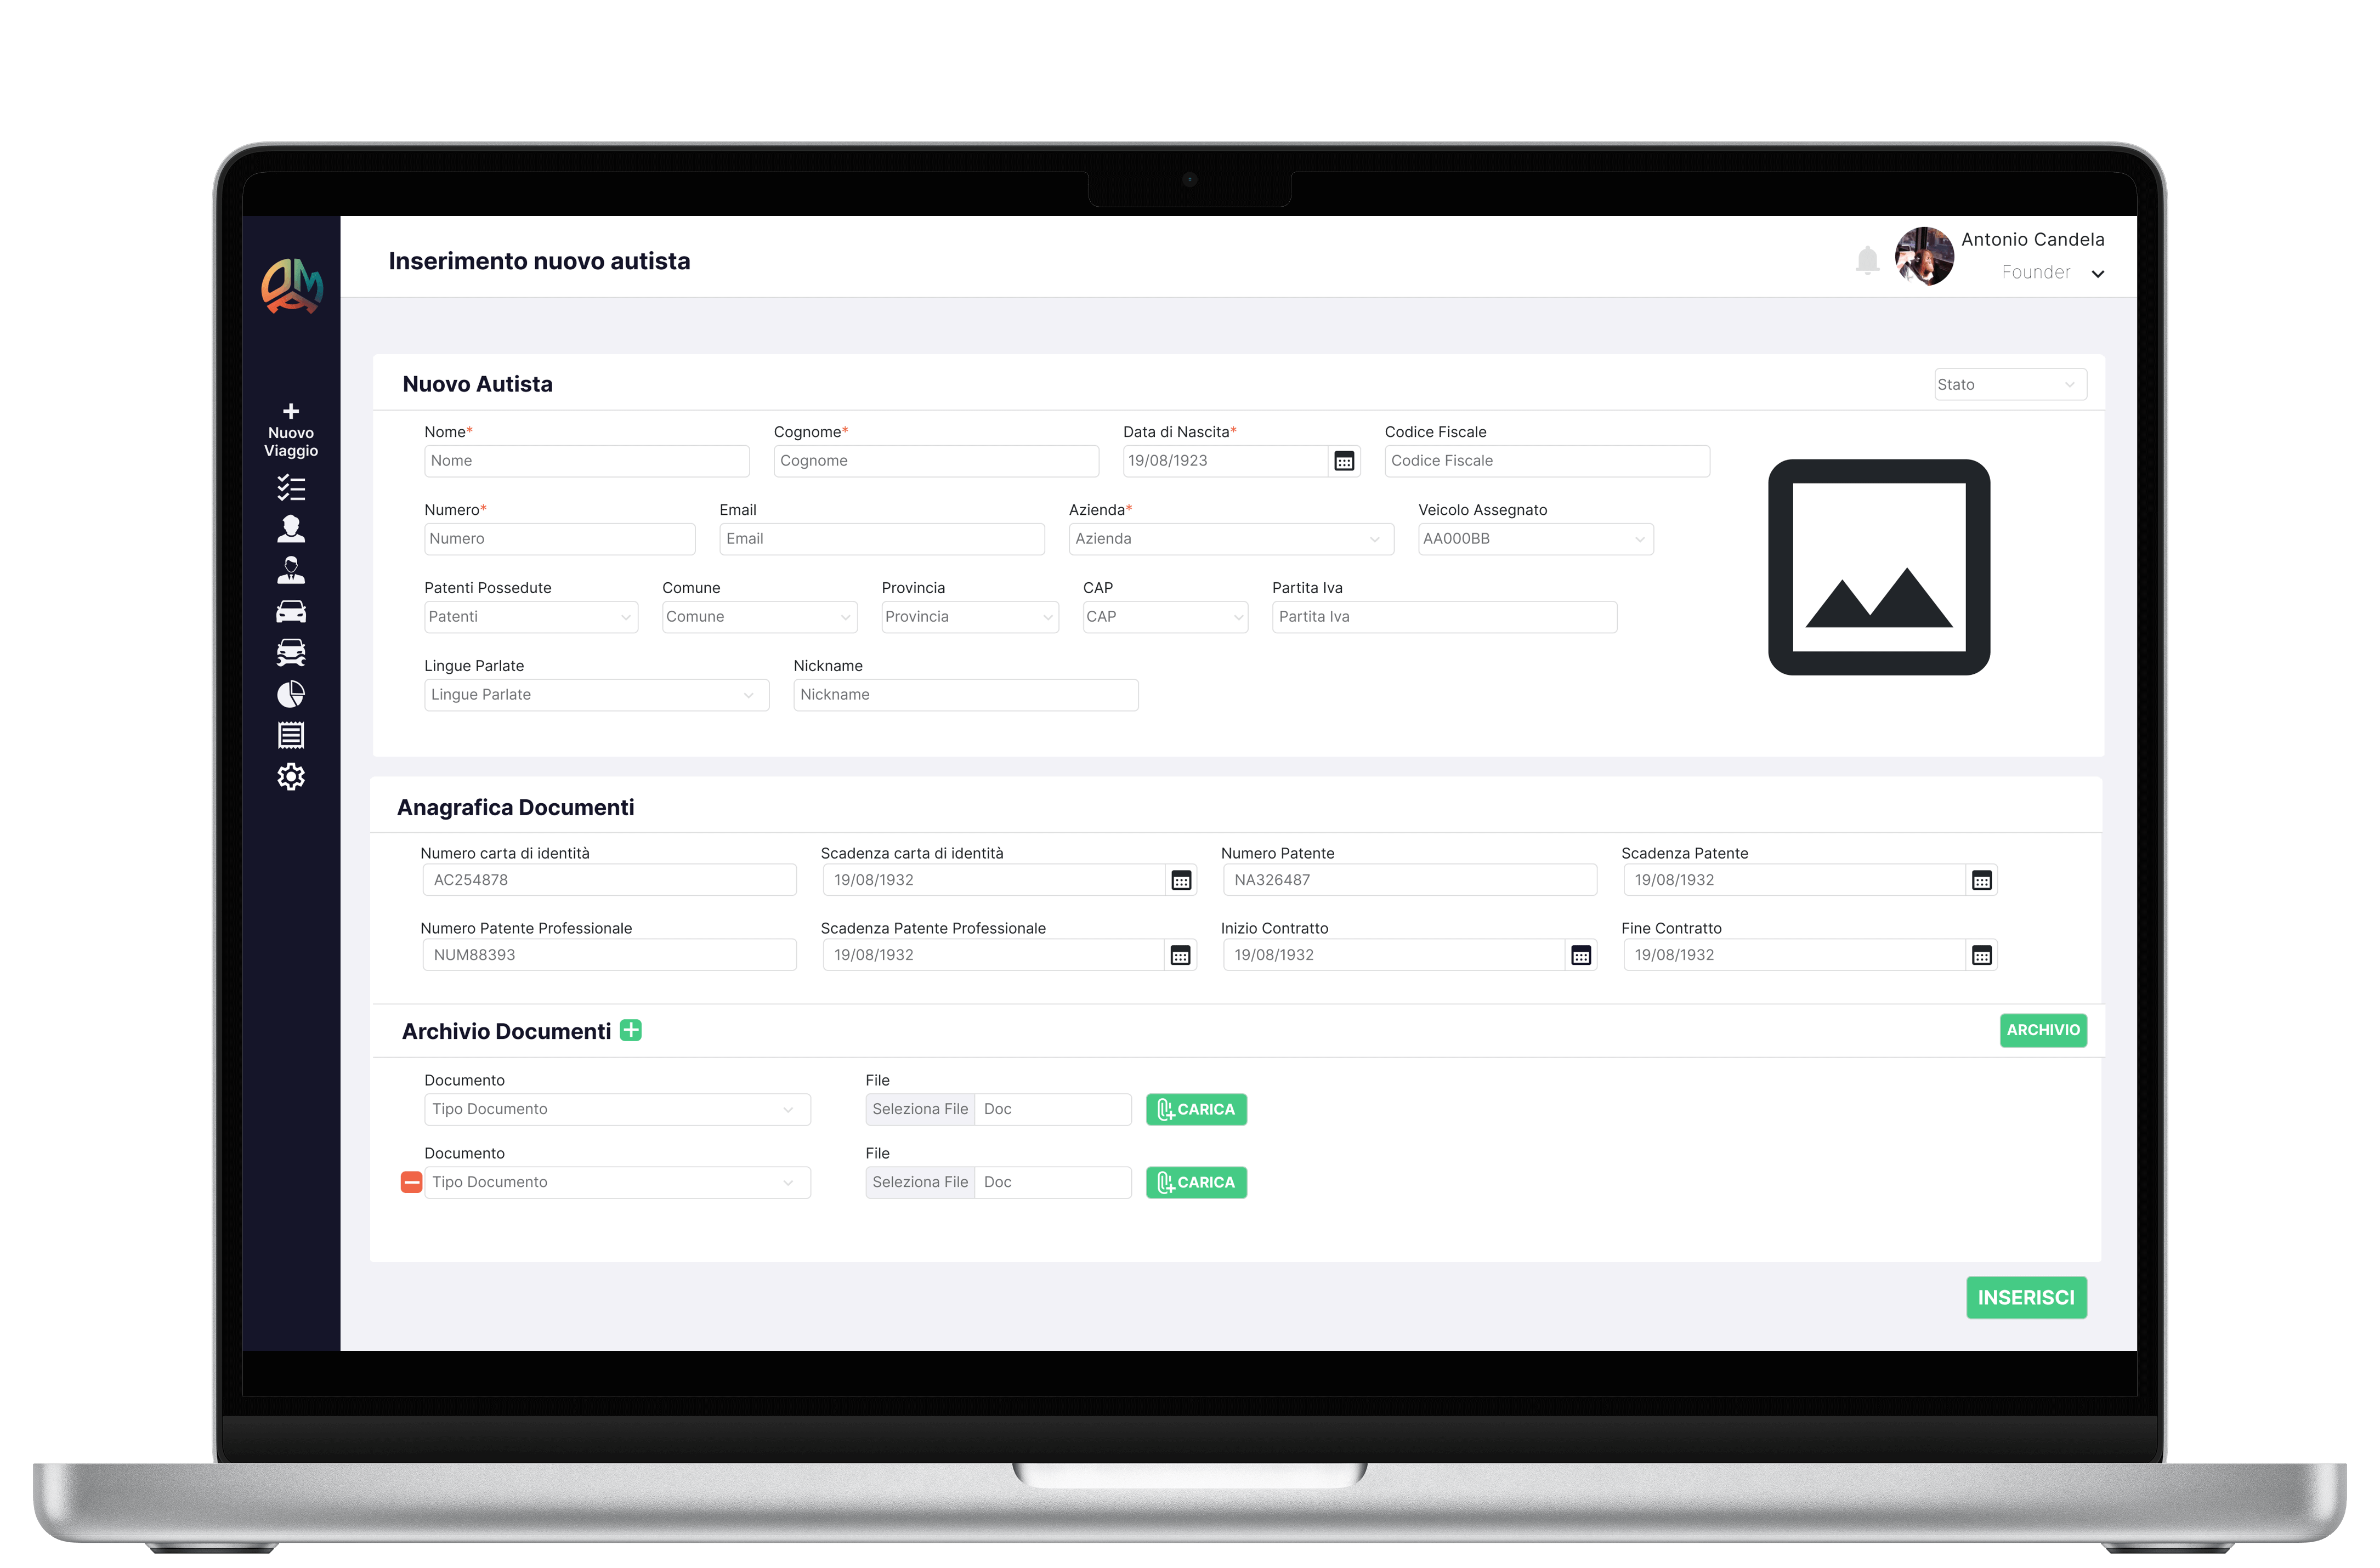 Inserimento nuovo autista
Antonio Candela
Founder
Nuovo
Viaggio
Nuovo Autista
Stato
Nome*
Cognome*
Data di Nascita*
Codice Fiscale
Nome
Cognome
19/08/1923
Codice Fiscale
Numero*
Email
Azienda*
Veicolo Assegnato
Numero
Email
Azienda
AA000BB
Patenti Possedute
Comune
Provincia
CAP
Partita Iva
Patenti
Comune
Provincia
CAP
Partita Iva
Lingue Parlate
Nickname
Lingue Parlate
Nickname
Anagrafica Documenti
Numero carta di identità
Scadenza carta di identità
Numero Patente
Scadenza Patente
AC254878
19/08/1932
NA326487
19/08/1932
Numero Patente Professionale
Scadenza Patente Professionale
Inizio Contratto
Fine Contratto
NUM88393
19/08/1932
19/08/1932
19/08/1932
Archivio Documenti
ARCHIVIO
Documento
File
Tipo Documento
Seleziona File
Doc
CARICA
Documento
File
Tipo Documento
Seleziona File
Doc
CARICA
INSERISCI